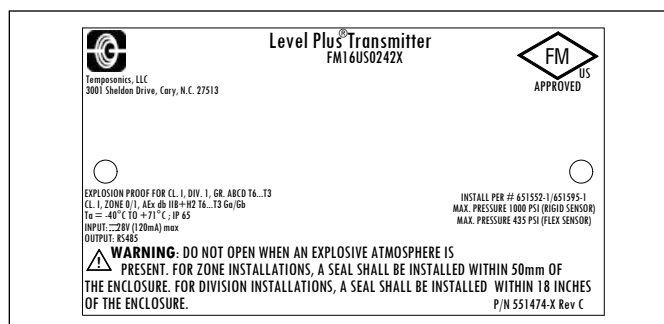 Level Plus® Transmitter
FM16US0242X
FM
US
APPROVED
Temposonics, LLC
3001 Sheldon Drive, Cary, N.C. 27513
EXPLOSION PROOF FOR CL. I, DIV. 1, GR. ABCD T6...T3
CL. I, ZONE 0/1, AEx db IIB+H2 T6...T3 Ga/Gb
Ta = -40°C TO +71°C ; IP 65
INPUT: ⎓28V (120mA) max
OUTPUT: RS485
INSTALL PER # 651552-1/651595-1
MAX. PRESSURE 1000 PSI (RIGID SENSOR)
MAX. PRESSURE 435 PSI (FLEX SENSOR)
WARNING: DO NOT OPEN WHEN AN EXPLOSIVE ATMOSPHERE IS
PRESENT. FOR ZONE INSTALLATIONS, A SEAL SHALL BE INSTALLED WITHIN 50mm OF
THE ENCLOSURE. FOR DIVISION INSTALLATIONS, A SEAL SHALL BE INSTALLED WITHIN 18 INCHES
OF THE ENCLOSURE.
P/N 551474-X Rev C